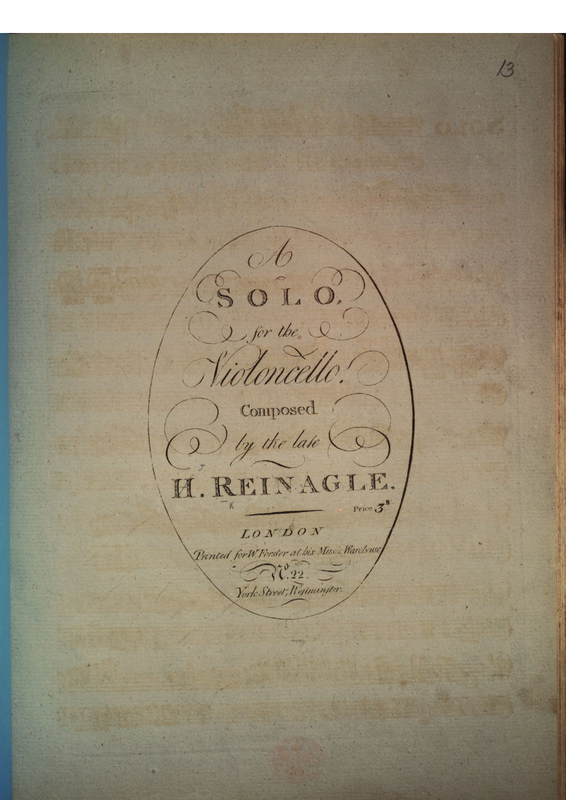 13
A
SOLO.
for the
Violoncello.
Composed
by the late
H. REINAGLE.
Price 3s
LONDON
Printed for W. Forster at his Music Warehouse
No. 22.
York Street, Westminster.